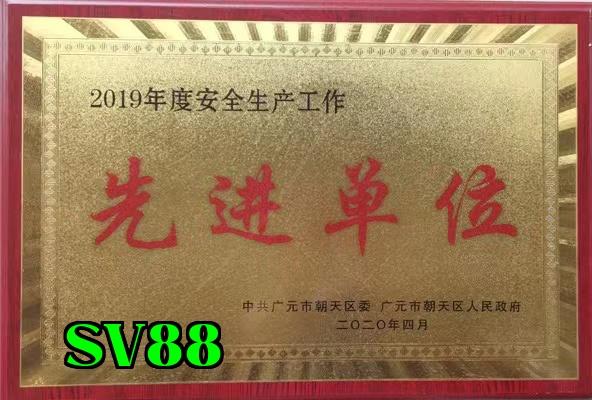 2019年度安全生产工作
先进单位
中共广元市朝天区委 广元市朝天区人民政府
二〇二〇年四月
SV88